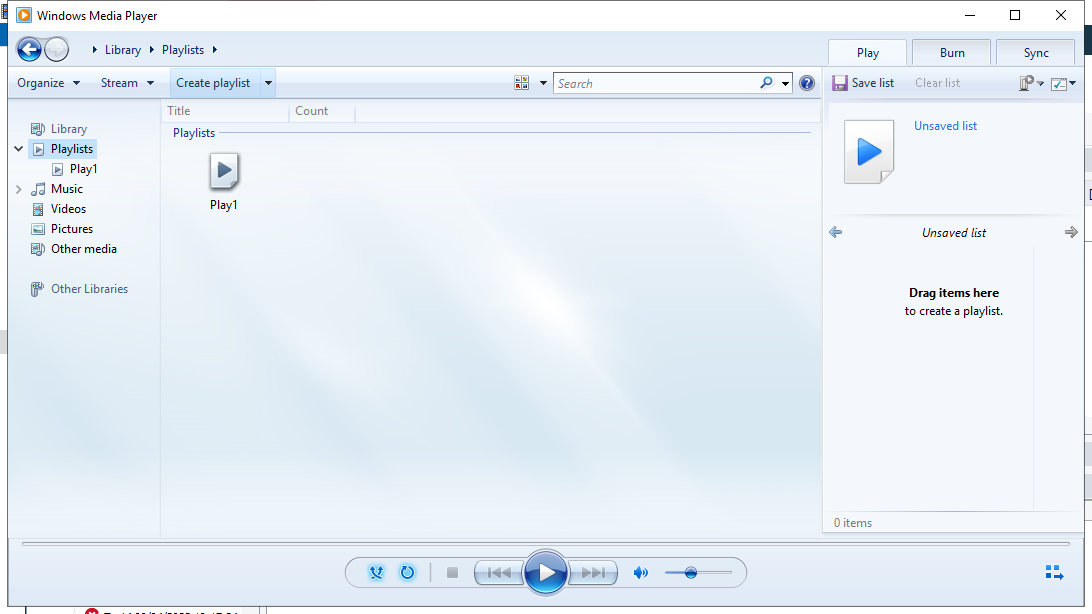 Windows Media Player
Library Playlists
Play Burn Sync
Organize Stream Create playlist Search Save list Clear list
Title Count
Library
Playlists
Play1
Music
Videos
Pictures
Other media
Other Libraries
Playlists
Play1
Unsaved list
Unsaved list
Drag items here
to create a playlist.
0 items